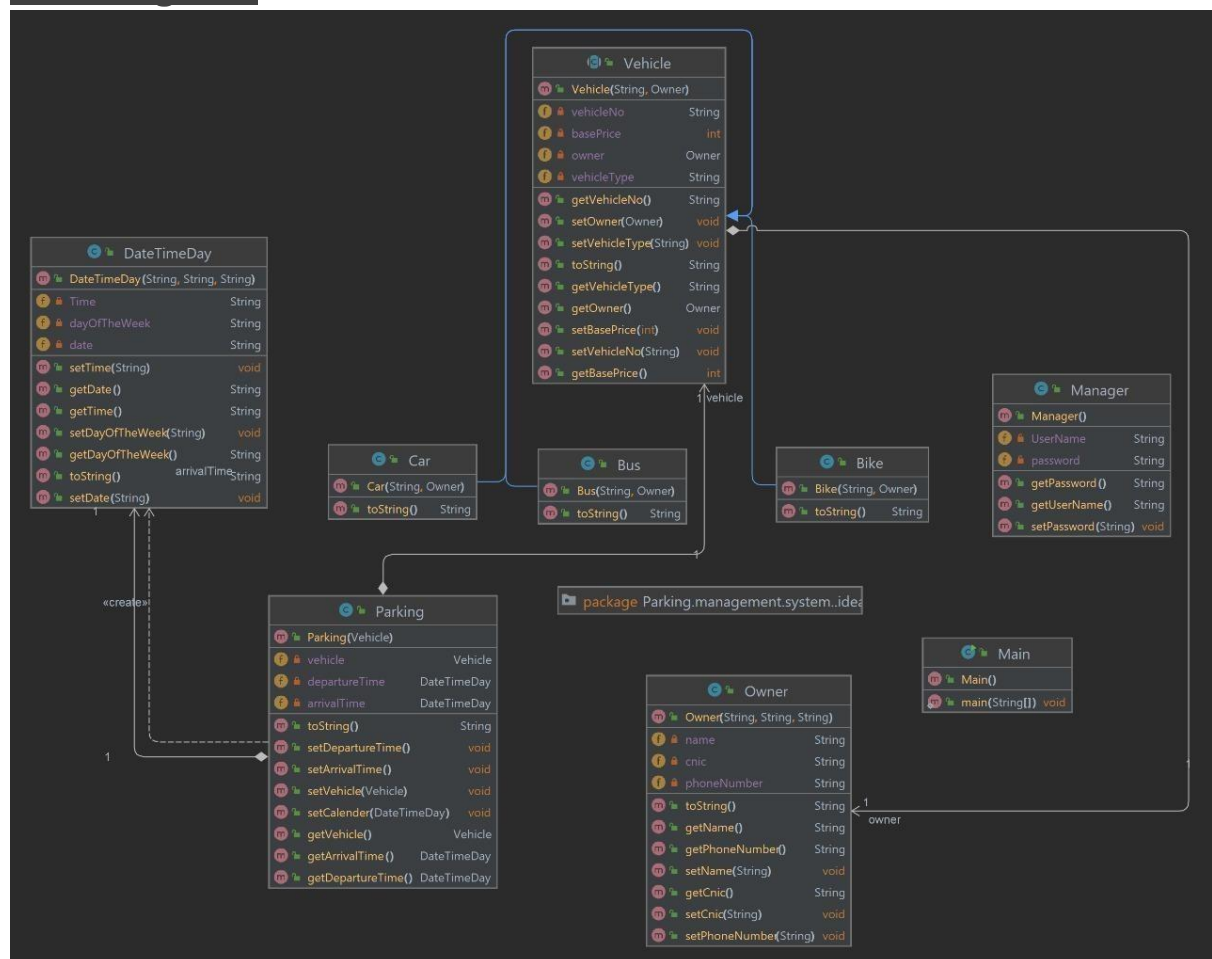 Vehicle
Vehicle(String, Owner)
vehicleNo String
basePrice int
owner Owner
vehicleType String
getVehicleNo() String
setOwner(Owner) void
setVehicleType(String) void
toString() String
getVehicleType() String
getOwner() Owner
setBasePrice(int) void
setVehicleNo(String) void
getBasePrice() int
1 vehicle
DateTimeDay
DateTimeDay(String, String, String)
Time String
dayOfTheWeek String
date String
setTime(String) void
getDate() String
getTime() String
setDayOfTheWeek(String) void
getDayOfTheWeek() String
toString() String
arrivalTime
setDate(String) void
1
Car
Car(String, Owner)
toString() String
Bus
Bus(String, Owner)
toString() String
Bike
Bike(String, Owner)
toString() String
Manager
Manager()
UserName String
password String
getPassword() String
getUserName() String
setPassword(String) void
1
«create»
1
Parking
Parking(Vehicle)
vehicle Vehicle
departureTime DateTimeDay
arrivalTime DateTimeDay
toString() String
setDepartureTime() void
setArrivalTime() void
setVehicle(Vehicle) void
setCalender(DateTimeDay) void
getVehicle() Vehicle
getArrivalTime() DateTimeDay
getDepartureTime() DateTimeDay
package Parking.management.system..idea
Main
Main()
main(String[]) void
Owner
Owner(String, String, String)
name String
cnic String
phoneNumber String
toString() String
getName() String
getPhoneNumber() String
setName(String) void
getCnic() String
setCnic(String) void
setPhoneNumber(String) void
1
owner
1